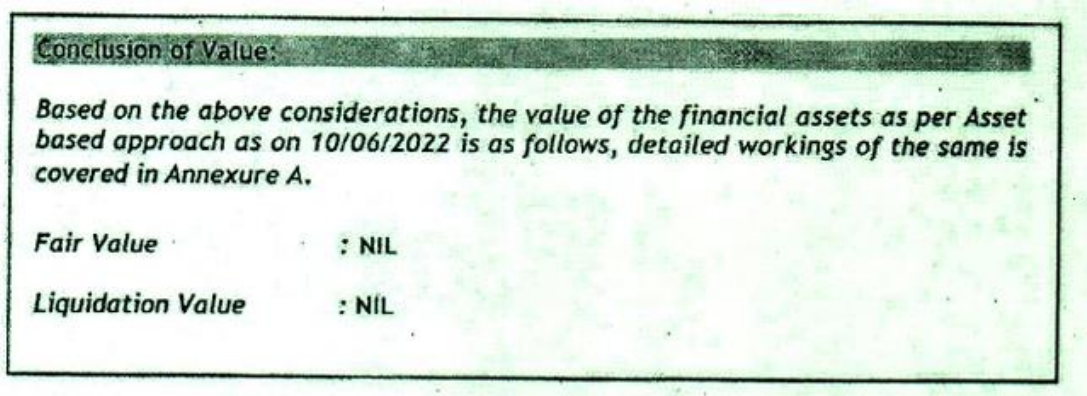 Conclusion of Value:
Based on the above considerations, the value of the financial assets as per Asset
based approach as on 10/06/2022 is as follows, detailed workings of the same is
covered in Annexure A.
Fair Value : NIL
Liquidation Value : NIL